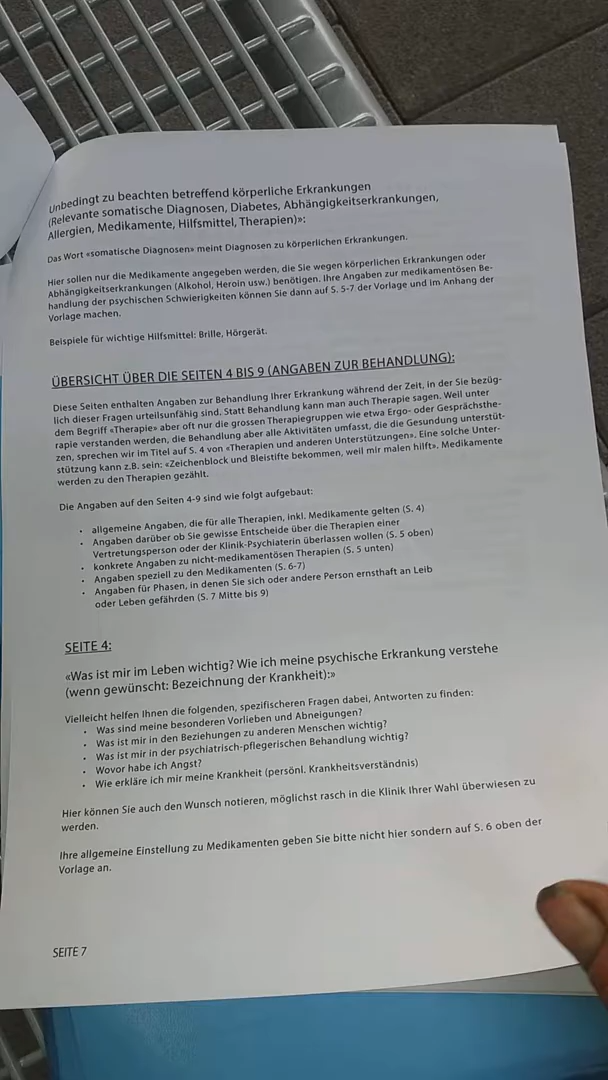 Unbedingt zu beachten betreffend körperliche Erkrankungen
(Relevante somatische Diagnosen, Diabetes, Abhängigkeitserkrankungen,
Allergien, Medikamente, Hilfsmittel, Therapien)»:
Das Wort «somatische Diagnosen» meint Diagnosen zu körperlichen Erkrankungen.
Hier sollen nur die Medikamente angegeben werden, die Sie wegen körperlichen Erkrankungen oder
Abhängigkeitserkrankungen (Alkohol, Heroin usw.) benötigen. Ihre Angaben zur medikamentösen Be-
handlung der psychischen Schwierigkeiten können Sie dann auf S. 5-7 der Vorlage und im Anhang der
Vorlage machen.
Beispiele für wichtige Hilfsmittel: Brille, Hörgerät.
ÜBERSICHT ÜBER DIE SEITEN 4 BIS 9 (ANGABEN ZUR BEHANDLUNG):
Diese Seiten enthalten Angaben zur Behandlung Ihrer Erkrankung während der Zeit, in der Sie bezüg-
lich dieser Fragen urteilsunfähig sind. Statt Behandlung kann man auch Therapie sagen. Weil unter
dem Begriff «Therapie» aber oft nur die grossen Therapiegruppen wie etwa Ergo- oder Gesprächsthe-
rapie verstanden werden, die Behandlung aber alle Aktivitäten umfasst, die die Gesundung unterstüt-
zen, sprechen wir im Titel auf S. 4 von «Therapien und anderen Unterstützungen». Eine solche Unter-
stützung kann z.B. sein: «Zeichenblock und Bleistifte bekommen, weil mir malen hilft». Medikamente
werden zu den Therapien gezählt.
Die Angaben auf den Seiten 4-9 sind wie folgt aufgebaut:
• allgemeine Angaben, die für alle Therapien, inkl. Medikamente gelten (S. 4)
• Angaben darüber ob Sie gewisse Entscheide über die Therapien einer
Vertretungsperson oder der Klinik-Psychiaterin überlassen wollen (S. 5 oben)
• konkrete Angaben zu nicht-medikamentösen Therapien (S. 5 unten)
• Angaben speziell zu den Medikamenten (S. 6-7)
• Angaben für Phasen, in denen Sie sich oder andere Person ernsthaft an Leib
oder Leben gefährden (S. 7 Mitte bis 9)
SEITE 4:
«Was ist mir im Leben wichtig? Wie ich meine psychische Erkrankung verstehe
(wenn gewünscht: Bezeichnung der Krankheit):»
Vielleicht helfen Ihnen die folgenden, spezifischeren Fragen dabei, Antworten zu finden:
• Was sind meine besonderen Vorlieben und Abneigungen?
• Was ist mir in den Beziehungen zu anderen Menschen wichtig?
• Was ist mir in der psychiatrisch-pflegerischen Behandlung wichtig?
• Wovor habe ich Angst?
• Wie erkläre ich mir meine Krankheit (persönl. Krankheitsverständnis)
Hier können Sie auch den Wunsch notieren, möglichst rasch in die Klinik Ihrer Wahl überwiesen zu
werden.
Ihre allgemeine Einstellung zu Medikamenten geben Sie bitte nicht hier sondern auf S. 6 oben der
Vorlage an.
SEITE 7